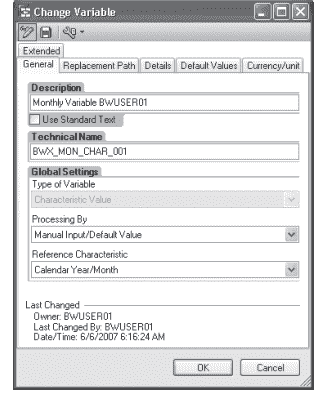 Change Variable
Extended
General Replacement Path Details Default Values Currency/unit
Description
Monthly Variable BWUSER01
Use Standard Text
Technical Name
BWX_MON_CHAR_001
Global Settings
Type of Variable
Characteristic Value
Processing By
Manual Input/Default Value
Reference Characteristic
Calendar Year/Month
Last Changed
Owner: BWUSER01
Last Changed By: BWUSER01
Date/Time: 6/6/2007 6:16:24 AM
OK Cancel